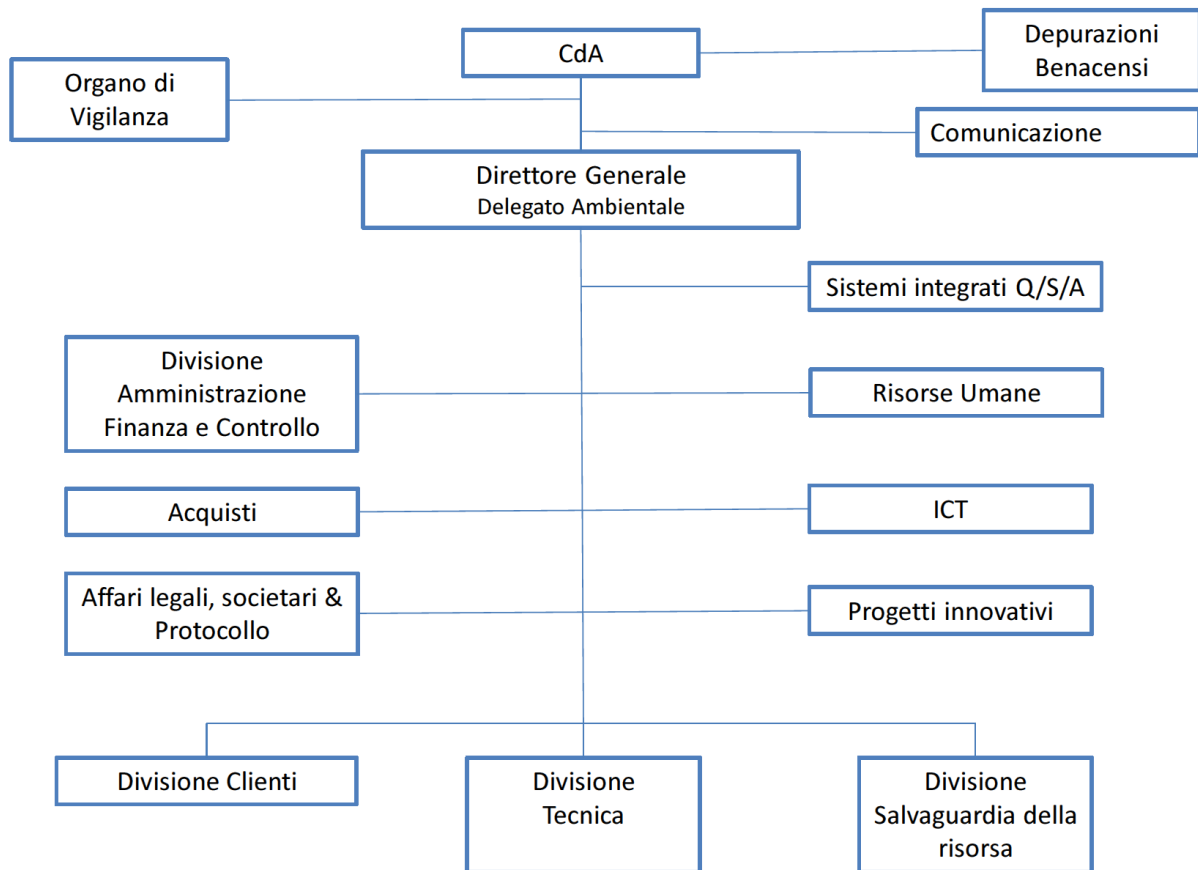 CdA
Depurazioni
Benacensi
Organo di
Vigilanza
Comunicazione
Direttore Generale
Delegato Ambientale
Sistemi integrati Q/S/A
Divisione
Amministrazione
Finanza e Controllo
Risorse Umane
Acquisti
ICT
Affari legali, societari &
Protocollo
Progetti innovativi
Divisione Clienti
Divisione
Tecnica
Divisione
Salvaguardia della
risorsa